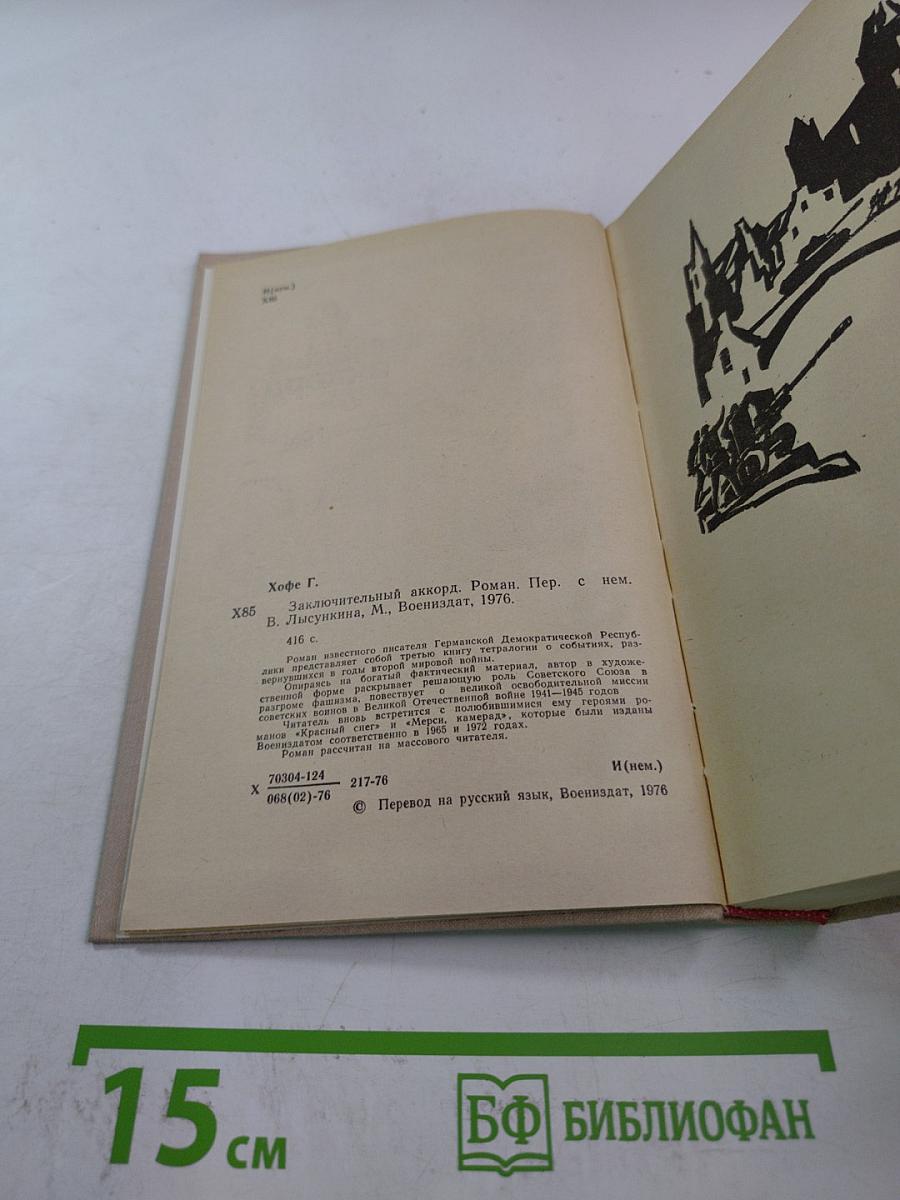 И(нем.)
Х85
Хофе Г.
Х85 Заключительный аккорд. Роман. Пер. с нем.
В. Лысункина, М., Воениздат, 1976.
416 с.
Роман известного писателя Германской Демократической Респуб-
лики представляет собой третью книгу тетралогии о событиях, раз-
вернувшихся в годы второй мировой войны.
Опираясь на богатый фактический материал, автор в художе-
ственной форме раскрывает решающую роль Советского Союза в
разгроме фашизма, повествует о великой освободительной миссии
советских воинов в Великой Отечественной войне 1941—1945 годов
Читатель вновь встретится с полюбившимися ему героями ро-
манов «Красный снег» и «Мерси, камерад», которые были изданы
Воениздатом соответственно в 1965 и 1972 годах.
Роман рассчитан на массового читателя.
Х 70304-124
068(02)-76 217-76
И(нем.)
© Перевод на русский язык, Воениздат, 1976
15 см
БФ БИБЛИОФАН